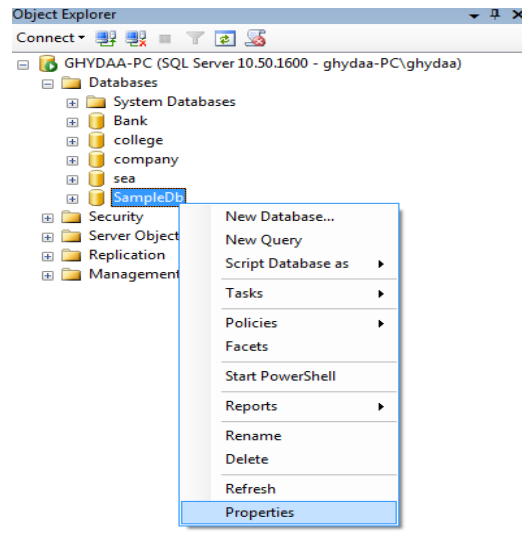 Object Explorer
Connect
GHYDAA-PC (SQL Server 10.50.1600 - ghydaa-PC\ghydaa)
Databases
System Databases
Bank
college
company
sea
SampleDb
Security
Server Object
Replication
Management
New Database...
New Query
Script Database as
Tasks
Policies
Facets
Start PowerShell
Reports
Rename
Delete
Refresh
Properties